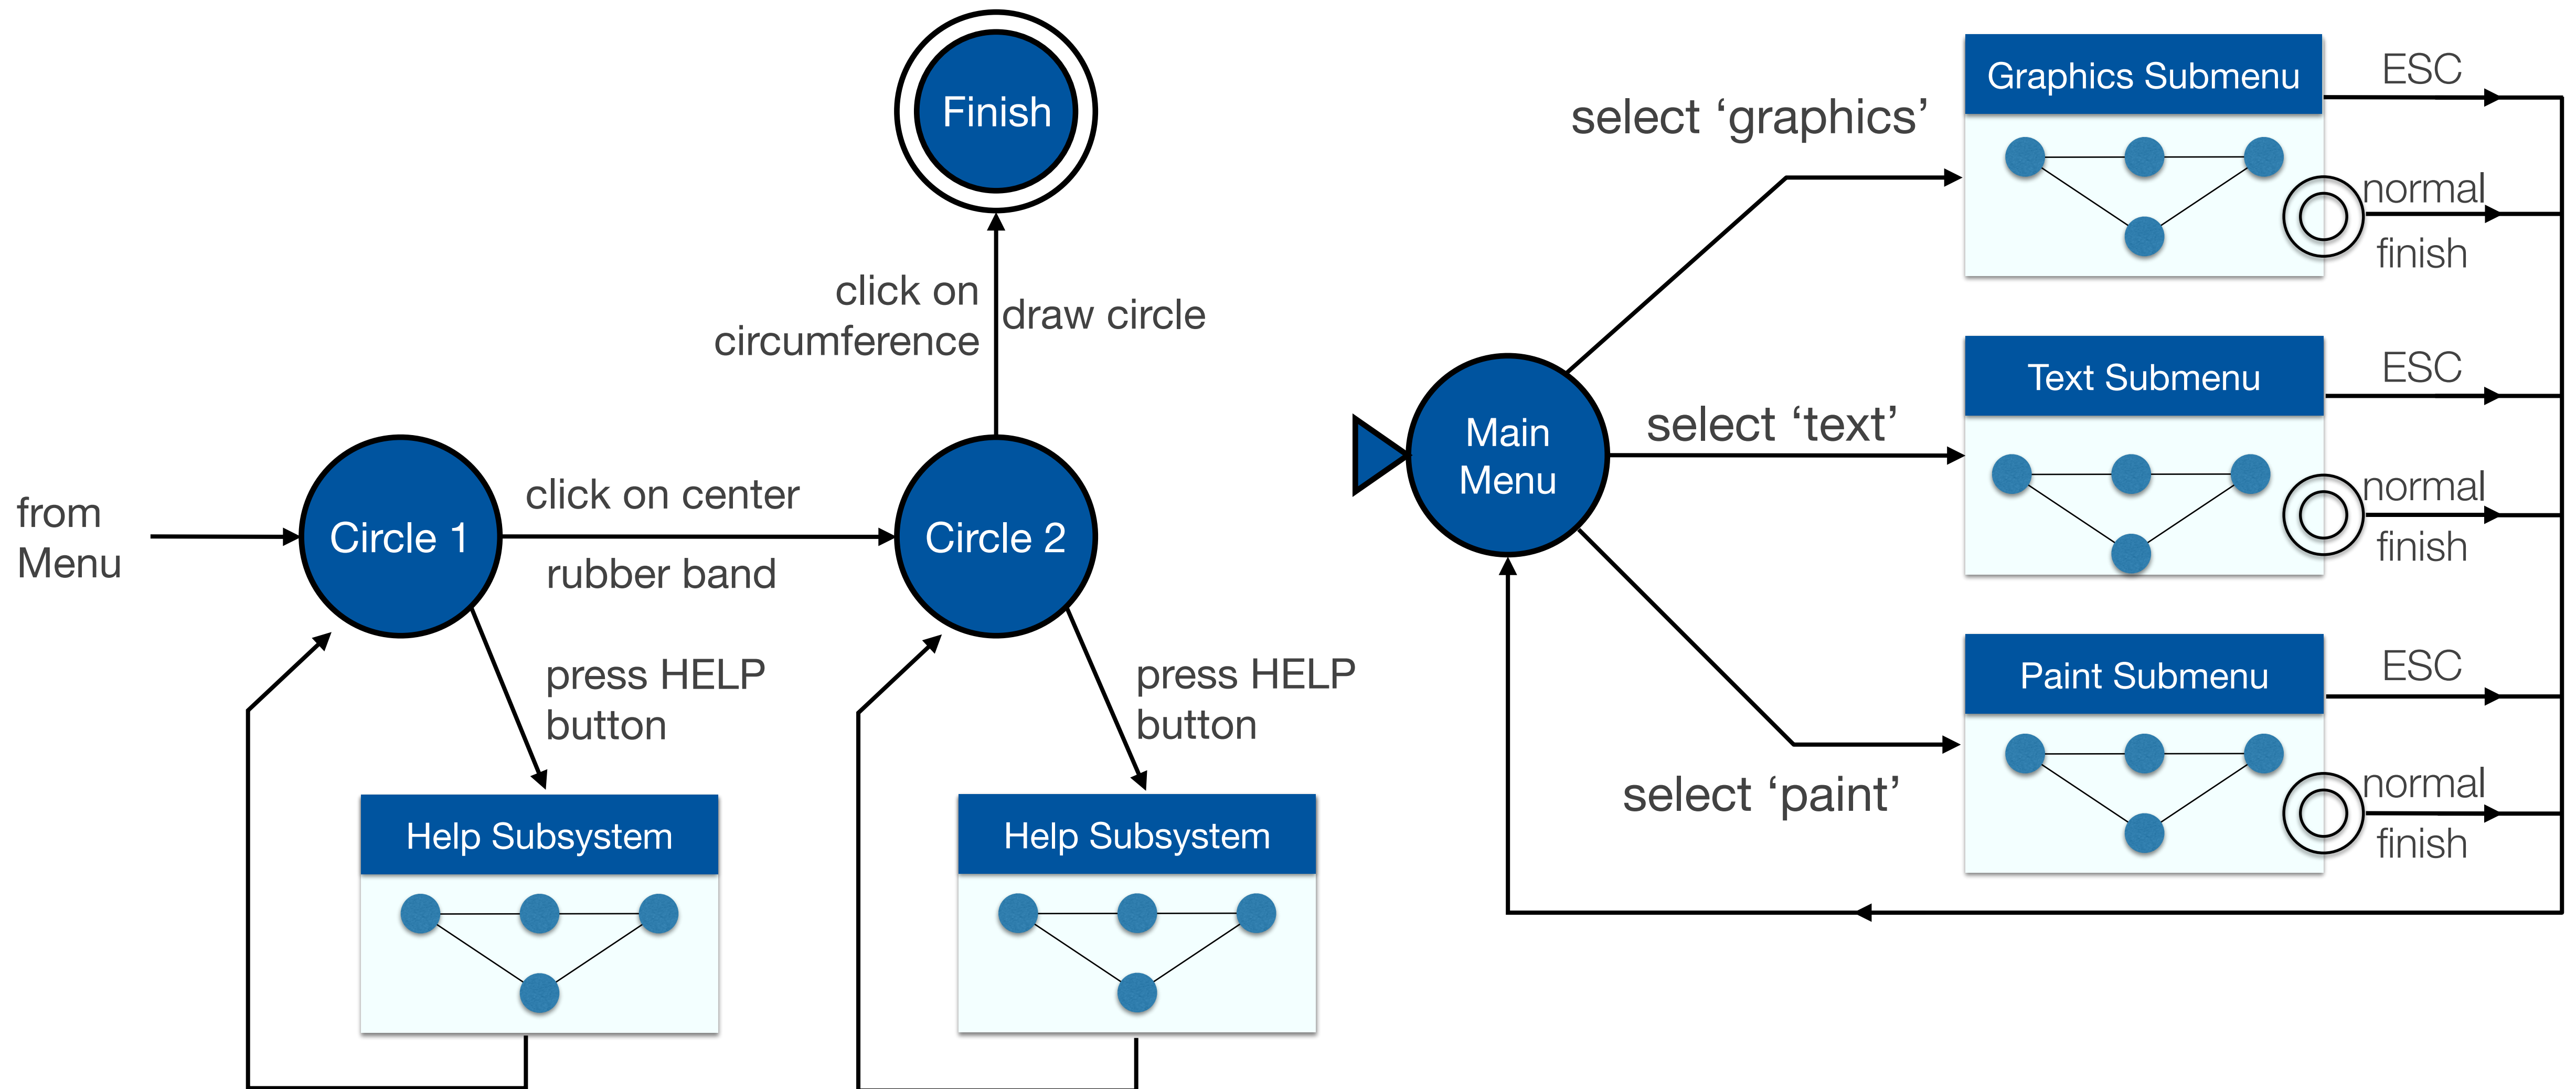 Finish
click on
circumference
draw circle
from
Menu
Circle 1
click on center
rubber band
Circle 2
press HELP
button
press HELP
button
Help Subsystem
Help Subsystem
Main
Menu
select ‘graphics’
select ‘text’
select ‘paint’
Graphics Submenu
ESC
normal
finish
Text Submenu
ESC
normal
finish
Paint Submenu
ESC
normal
finish